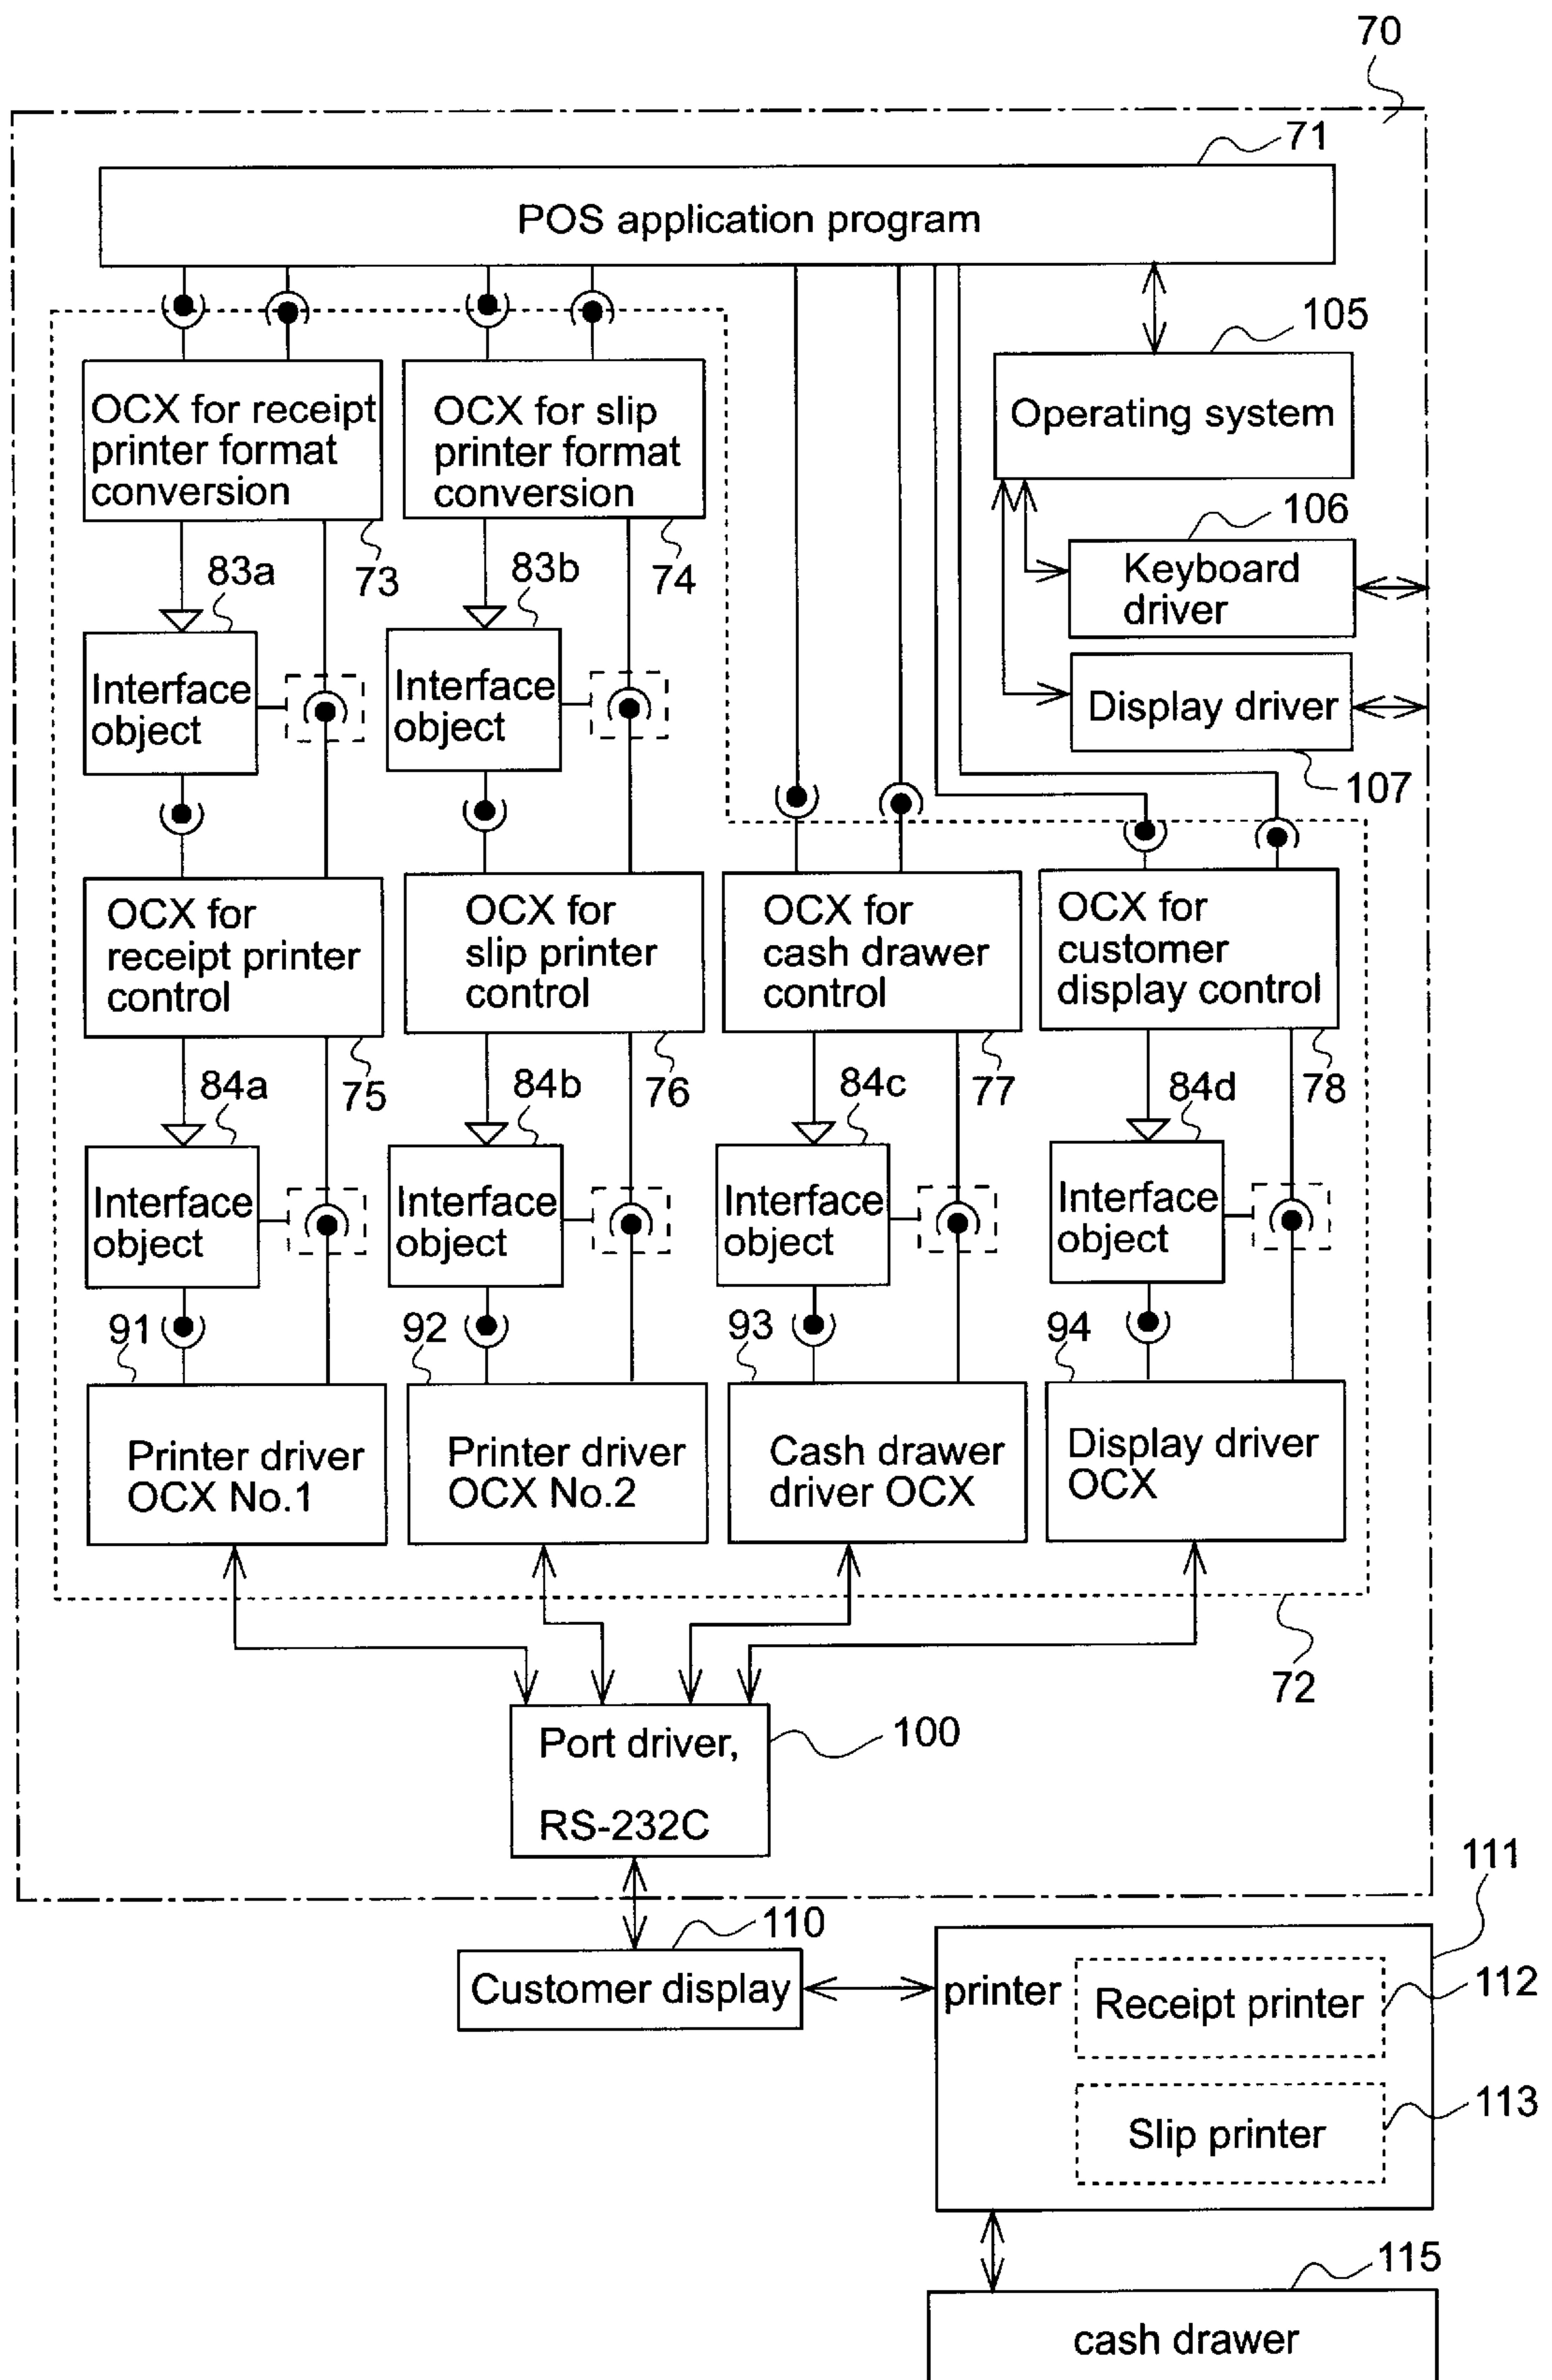 70
71
POS application program
105
OCX for receipt
printer format
conversion
OCX for slip
printer format
conversion
Operating system
106
73
74
83a
83b
Keyboard
driver
Interface
object
Interface
object
Display driver
107
OCX for
receipt printer
control
OCX for
slip printer
control
OCX for
cash drawer
control
OCX for
customer
display control
75
76
77
78
84a
84b
84c
84d
Interface
object
Interface
object
Interface
object
Interface
object
91
92
93
94
Printer driver
OCX No.1
Printer driver
OCX No.2
Cash drawer
driver OCX
Display driver
OCX
72
Port driver,
RS-232C
100
111
110
Customer display
printer
Receipt printer
112
Slip printer
113
115
cash drawer